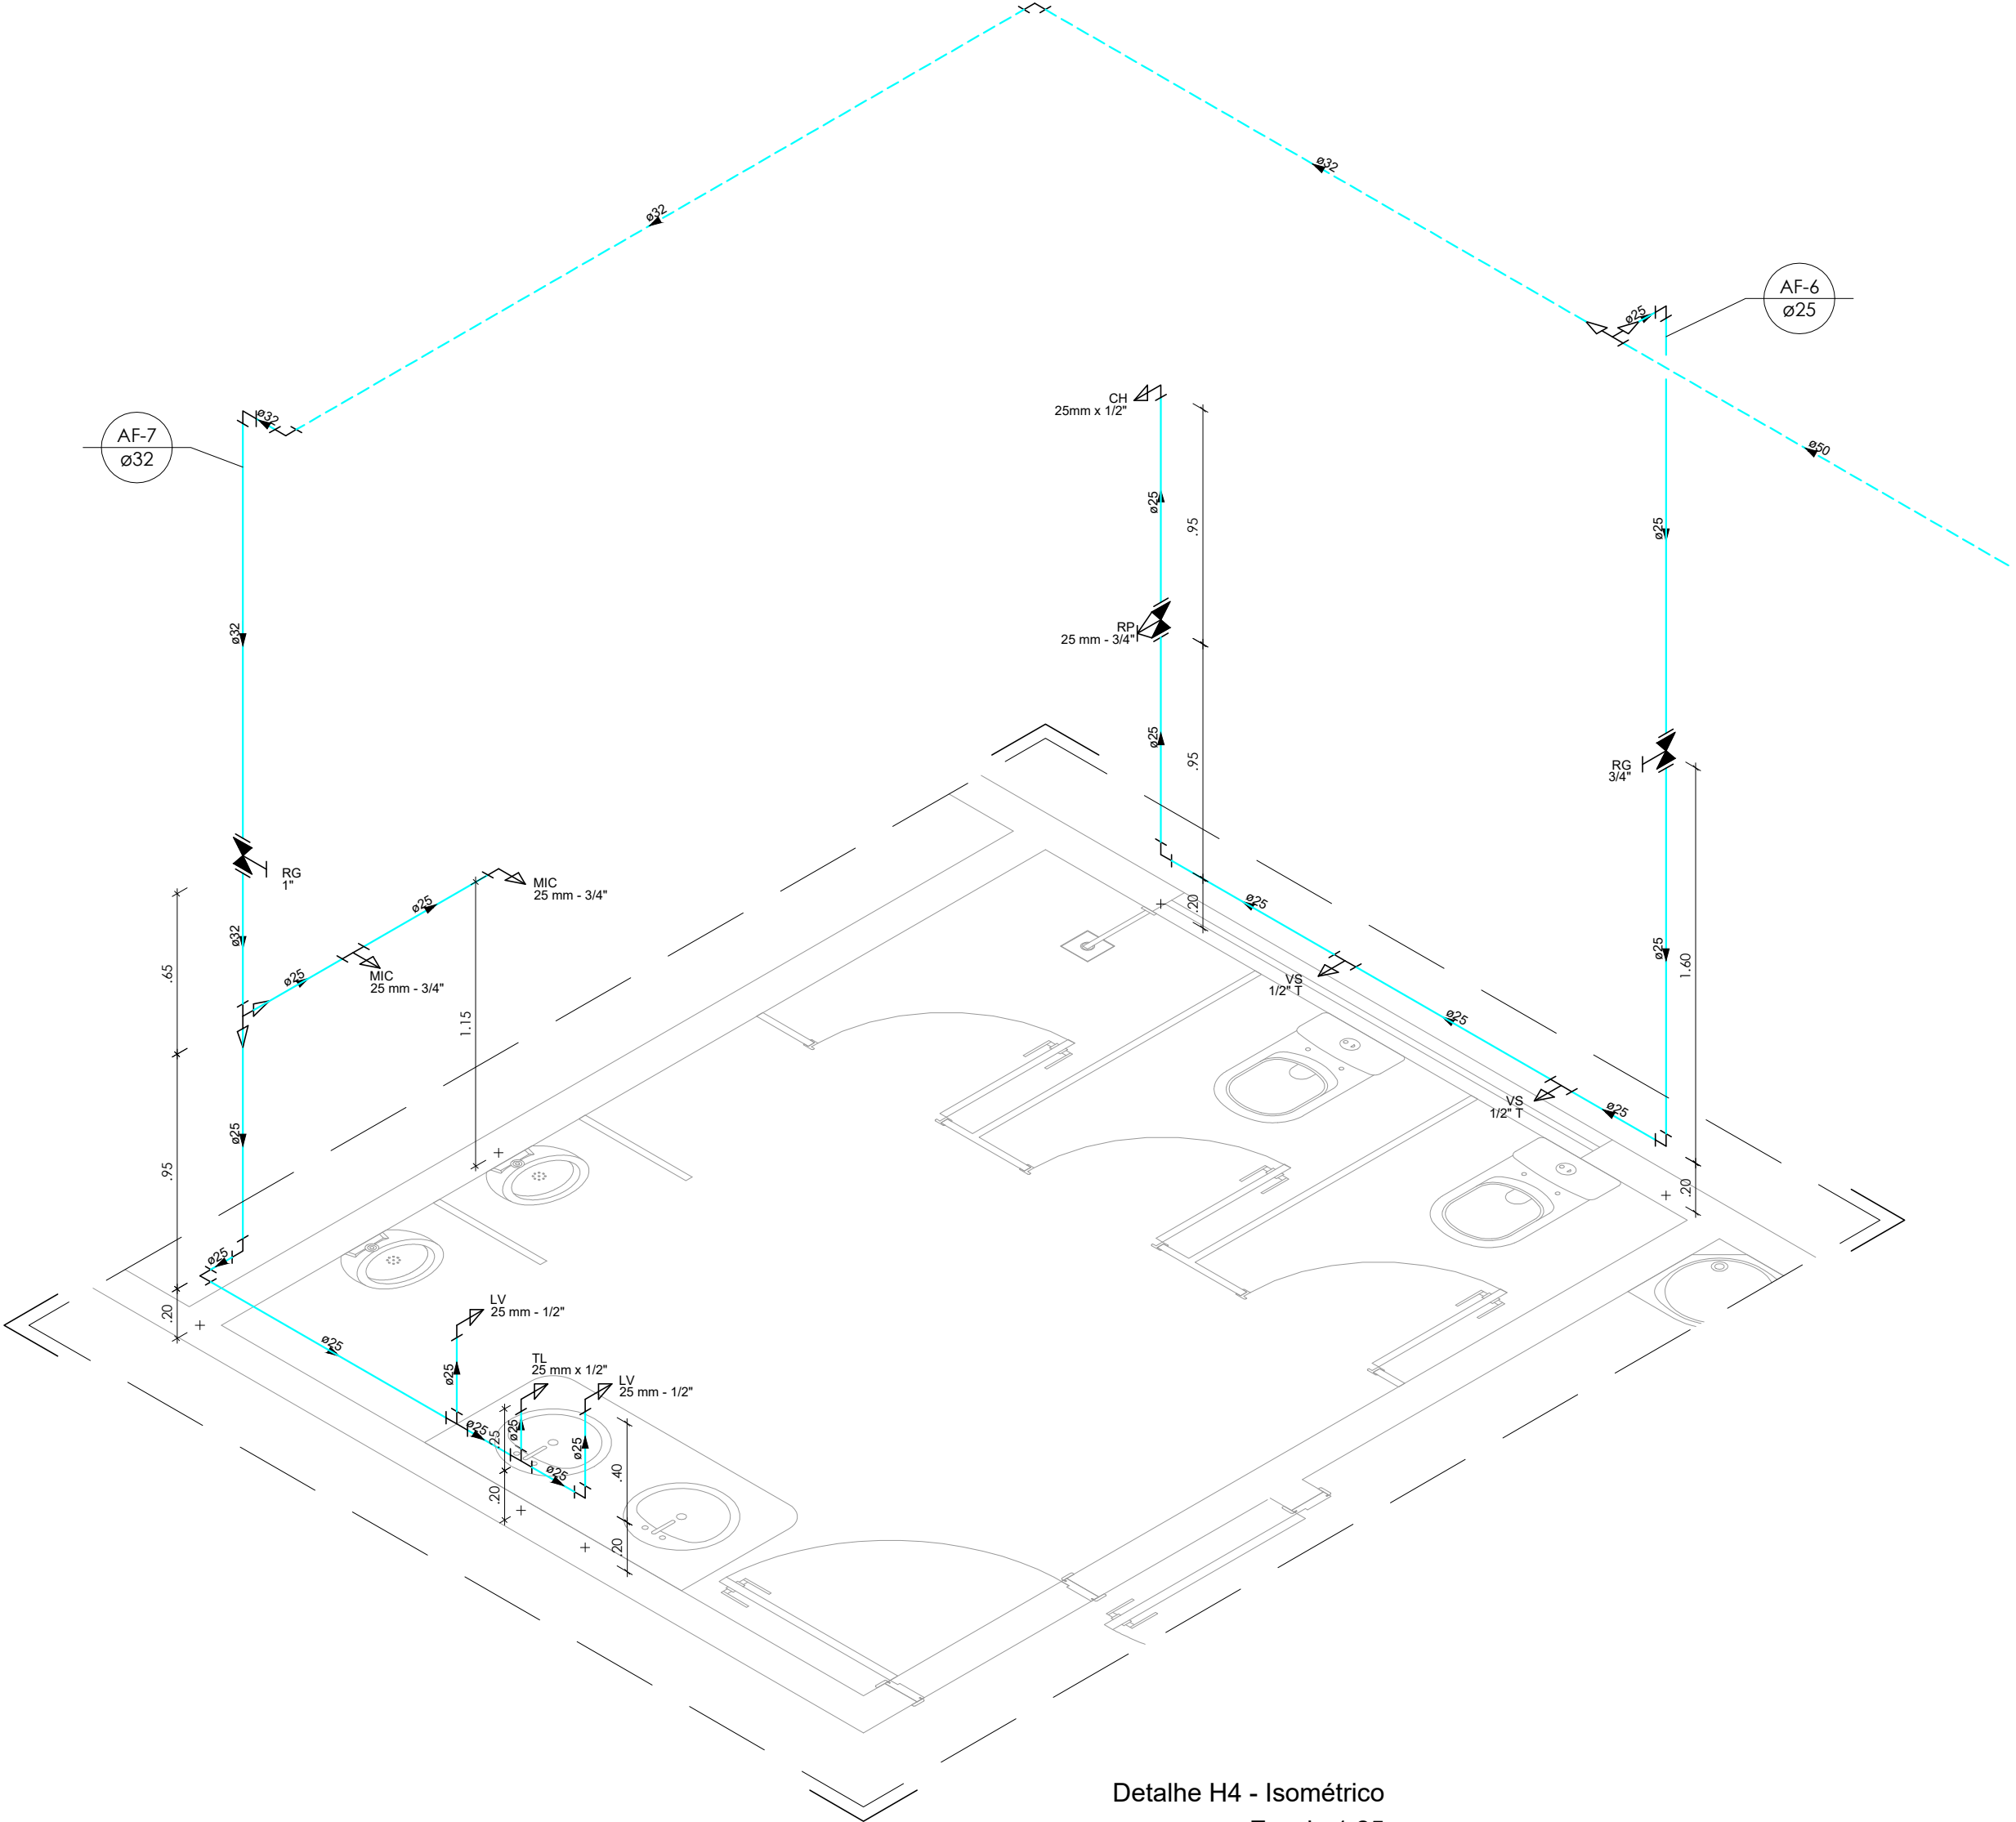 ø32
ø32
AF-6
ø25
ø25
ø50
CH
25mm x 1/2"
ø32
AF-7
ø32
ø25
.95
ø25
ø32
RP
25 mm - 3/4"
ø25
.95
RG
3/4"
RG
1"
MIC
25 mm - 3/4"
ø25
.20
ø25
ø32
ø25
1.60
.65
ø25
MIC
25 mm - 3/4"
VS
1/2" T
1.15
ø25
VS
1/2" T
ø25
ø25
.95
.20
ø25
.20
LV
25 mm - 1/2"
ø25
TL
25 mm x 1/2"
ø25
LV
25 mm - 1/2"
ø25
.25
ø25
ø25
ø25
.40
.20
.20
Detalhe H4 - Isométrico